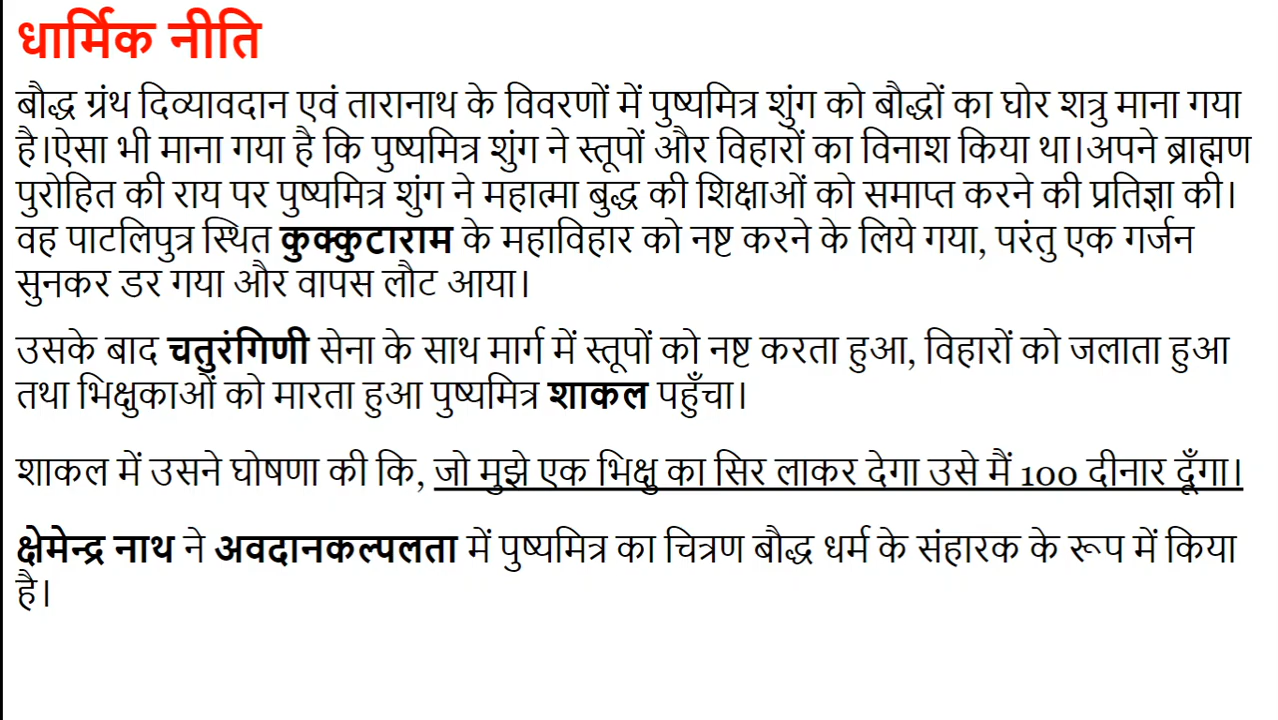 धार्मिक नीति
बौद्ध ग्रंथ दिव्यावदान एवं तारानाथ के विवरणों में पुष्यमित्र शुंग को बौद्धों का घोर शत्रु माना गया
है।ऐसा भी माना गया है कि पुष्यमित्र शुंग ने स्तूपों और विहारों का विनाश किया था।अपने ब्राह्मण
पुरोहित की राय पर पुष्यमित्र शुंग ने महात्मा बुद्ध की शिक्षाओं को समाप्त करने की प्रतिज्ञा की।
वह पाटलिपुत्र स्थित कुक्कुटाराम के महाविहार को नष्ट करने के लिये गया, परंतु एक गर्जन
सुनकर डर गया और वापस लौट आया।
उसके बाद चतुरंगिणी सेना के साथ मार्ग में स्तूपों को नष्ट करता हुआ, विहारों को जलाता हुआ
तथा भिक्षुकाओं को मारता हुआ पुष्यमित्र शाकल पहुँचा।
शाकल में उसने घोषणा की कि, जो मुझे एक भिक्षु का सिर लाकर देगा उसे मैं 100 दीनार दूँगा।
क्षेमेन्द्र नाथ ने अवदानकल्पलता में पुष्यमित्र का चित्रण बौद्ध धर्म के संहारक के रूप में किया
है।